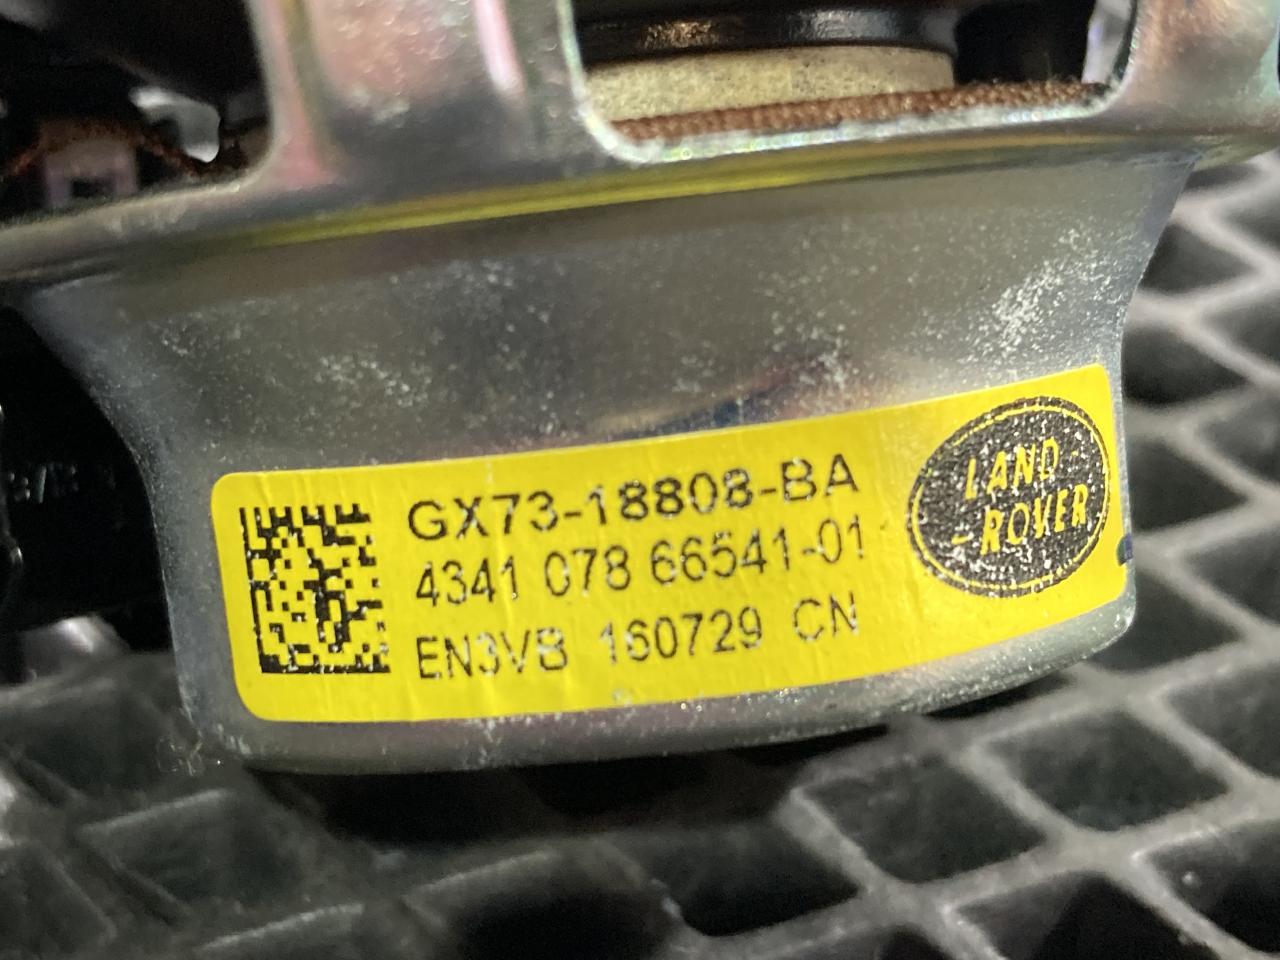 GX73-18808-BA
4341 078 66541-01
EN3VB 160729 CN
LAND -
- ROVER